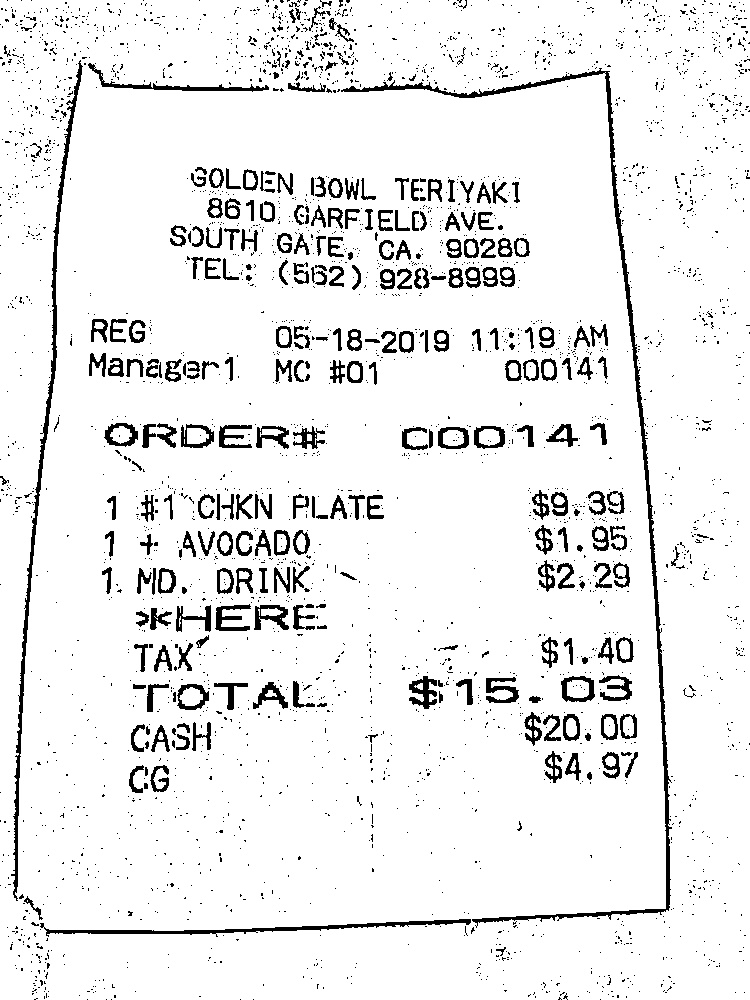 GOLDEN BOWL TERIYAKI
8610 GARFIELD AVE.
SOUTH GATE, CA. 90280
TEL: (562) 928-8999
REG 05-18-2019 11:19 AM
Manager1 MC #01 000141
ORDER# 000141
1 #1 CHKN PLATE $9.39
1 + AVOCADO $1.95
1 MD. DRINK $2.29
*HERE
TAX $1.40
TOTAL $15.03
CASH $20.00
CG $4.97